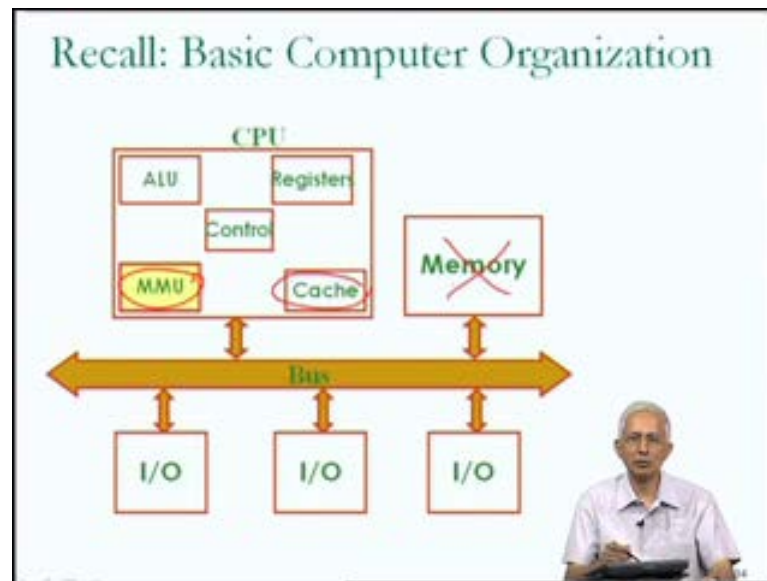 Recall: Basic Computer Organization
CPU
ALU
Registers
Control
MMU
Cache
Memory
Bus
I/O
I/O
I/O